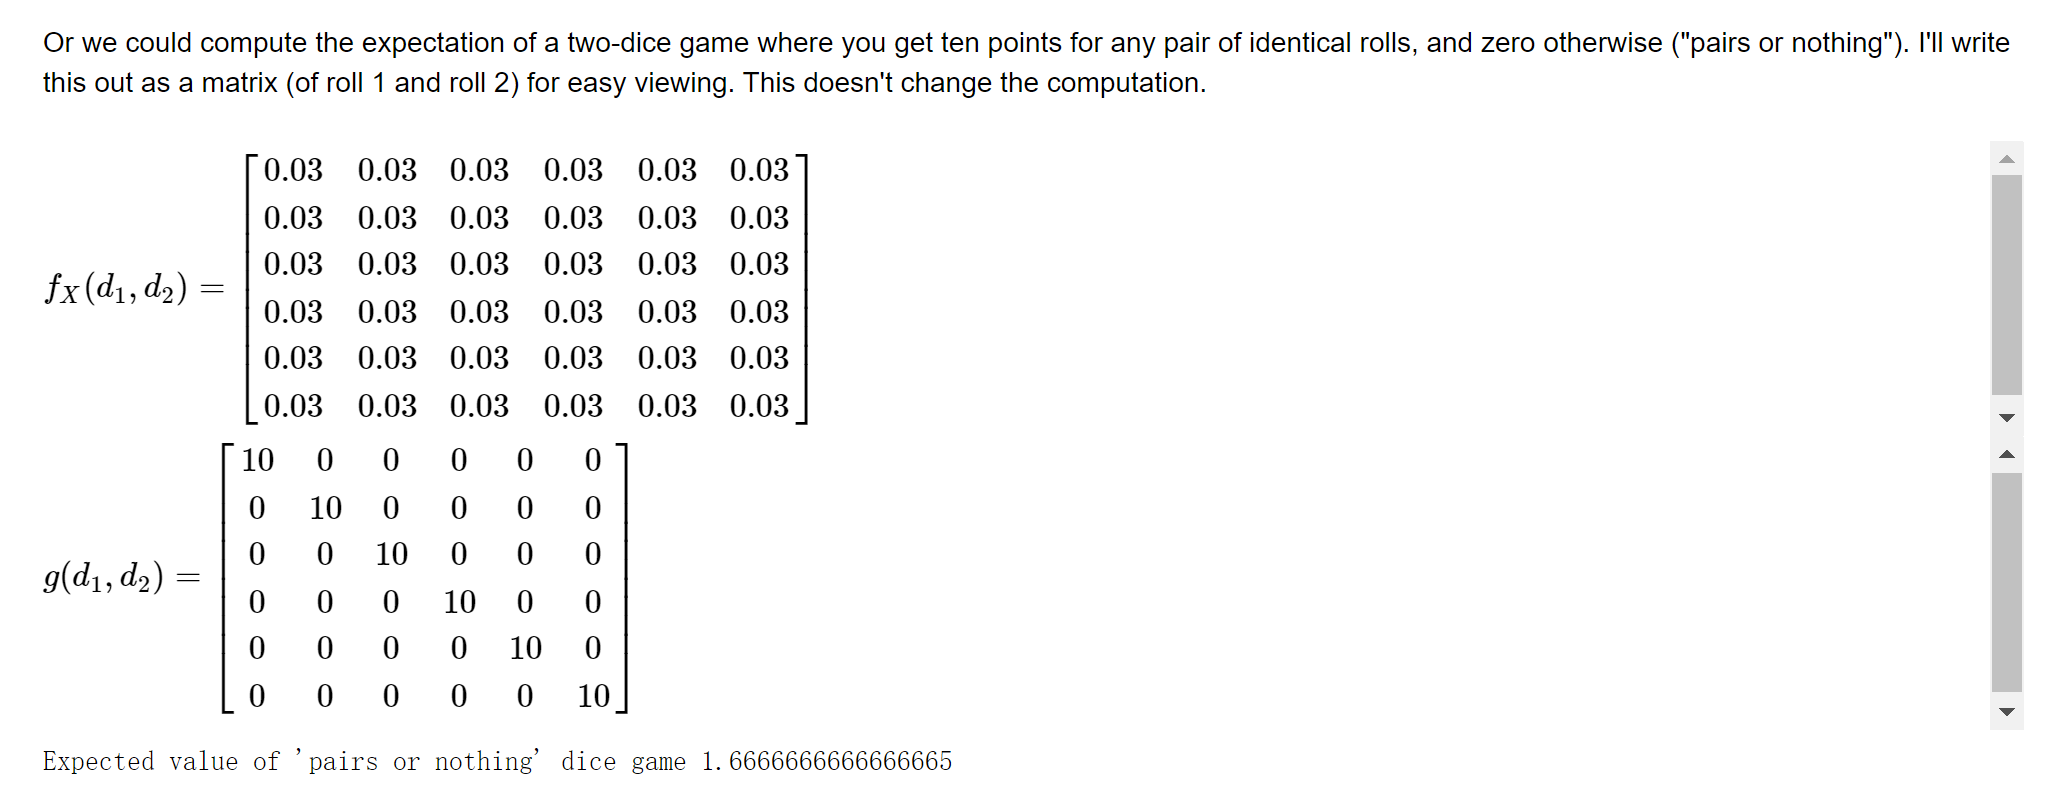 Or we could compute the expectation of a two-dice game where you get ten points for any pair of identical rolls, and zero otherwise ("pairs or nothing"). I'll write
this out as a matrix (of roll 1 and roll 2) for easy viewing. This doesn't change the computation.
0.03 0.03 0.03 0.03 0.03 0.03
0.03 0.03 0.03 0.03 0.03 0.03
0.03 0.03 0.03 0.03 0.03 0.03
f_X(d_1, d_2) =
0.03 0.03 0.03 0.03 0.03 0.03
0.03 0.03 0.03 0.03 0.03 0.03
0.03 0.03 0.03 0.03 0.03 0.03
10 0 0 0 0 0
0 10 0 0 0 0
0 0 10 0 0 0
g(d_1, d_2) =
0 0 0 10 0 0
0 0 0 0 10 0
0 0 0 0 0 10
Expected value of 'pairs or nothing' dice game 1.6666666666666665